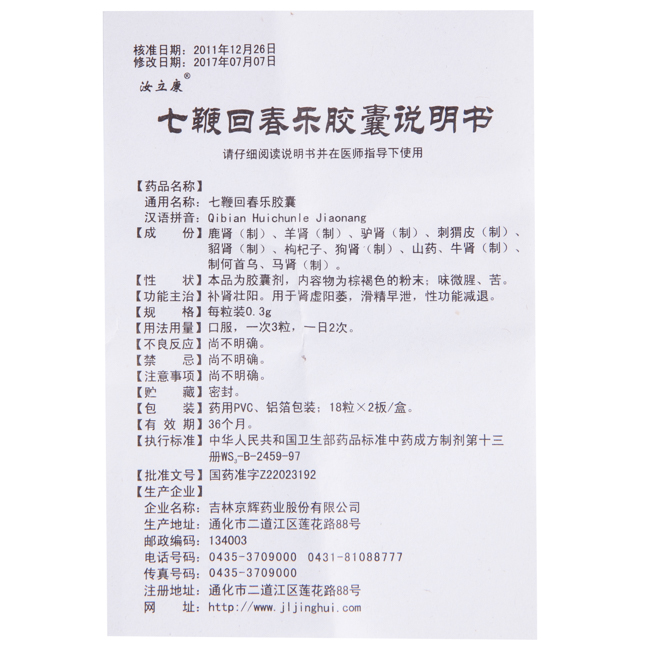 核准日期：2011年12月26日
修改日期：2017年07月07日
汝立康®
七鞭回春乐胶囊说明书
请仔细阅读说明书并在医师指导下使用
【药品名称】
通用名称：七鞭回春乐胶囊
汉语拼音：Qibian Huichunle Jiaonang
【成　　份】鹿肾（制）、羊肾（制）、驴肾（制）、刺猬皮（制）、
貂肾（制）、枸杞子、狗肾（制）、山药、牛肾（制）、
制何首乌、马肾（制）。
【性　　状】本品为胶囊剂，内容物为棕褐色的粉末；味微腥、苦。
【功能主治】补肾壮阳。用于肾虚阳萎，滑精早泄，性功能减退。
【规　　格】每粒装0.3g
【用法用量】口服，一次3粒，一日2次。
【不良反应】尚不明确。
【禁　　忌】尚不明确。
【注意事项】尚不明确。
【贮　　藏】密封。
【包　　装】药用PVC、铝箔包装；18粒×2板/盒。
【有 效 期】36个月。
【执行标准】中华人民共和国卫生部药品标准中药成方制剂第十三
册WS₃-B-2459-97
【批准文号】国药准字Z22023192
【生产企业】
企业名称：吉林京辉药业股份有限公司
生产地址：通化市二道江区莲花路88号
邮政编码：134003
电话号码：0435-3709000 0431-81088777
传真号码：0435-3709000
注册地址：通化市二道江区莲花路88号
网　　址：http://www.jljinghui.com